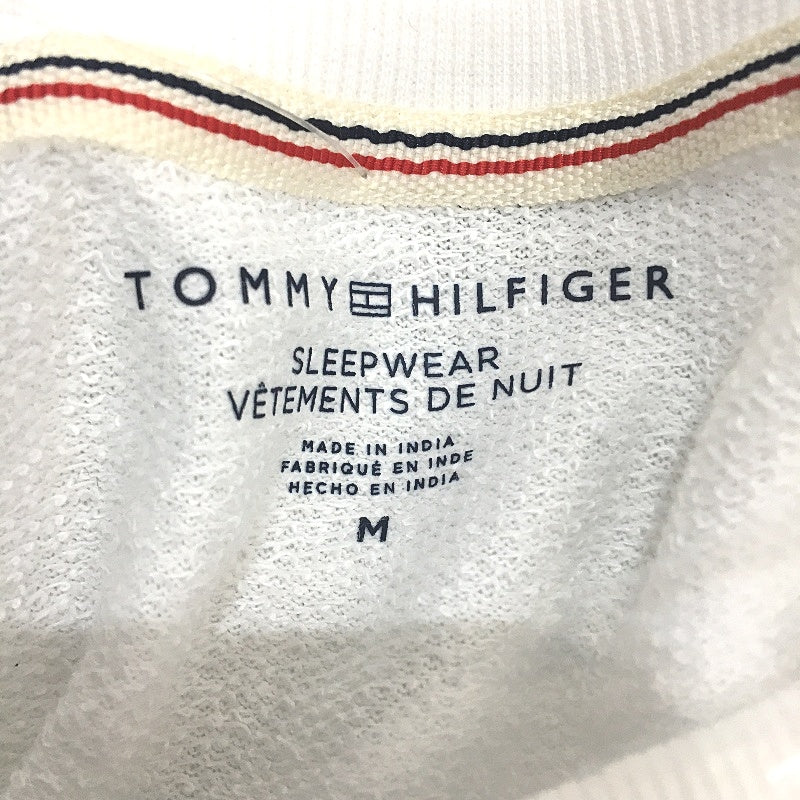 TOMMY HILFIGER
SLEEPWEAR
VÊTEMENTS DE NUIT
MADE IN INDIA
FABRIQUÉ EN INDE
HECHO EN INDIA
M